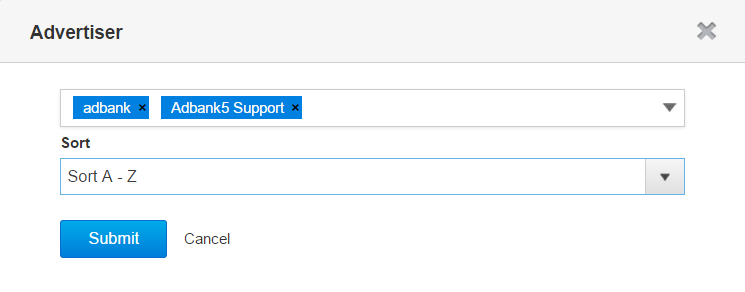 Advertiser
adbank × Adbank5 Support ×
Sort
Sort A - Z
Submit Cancel